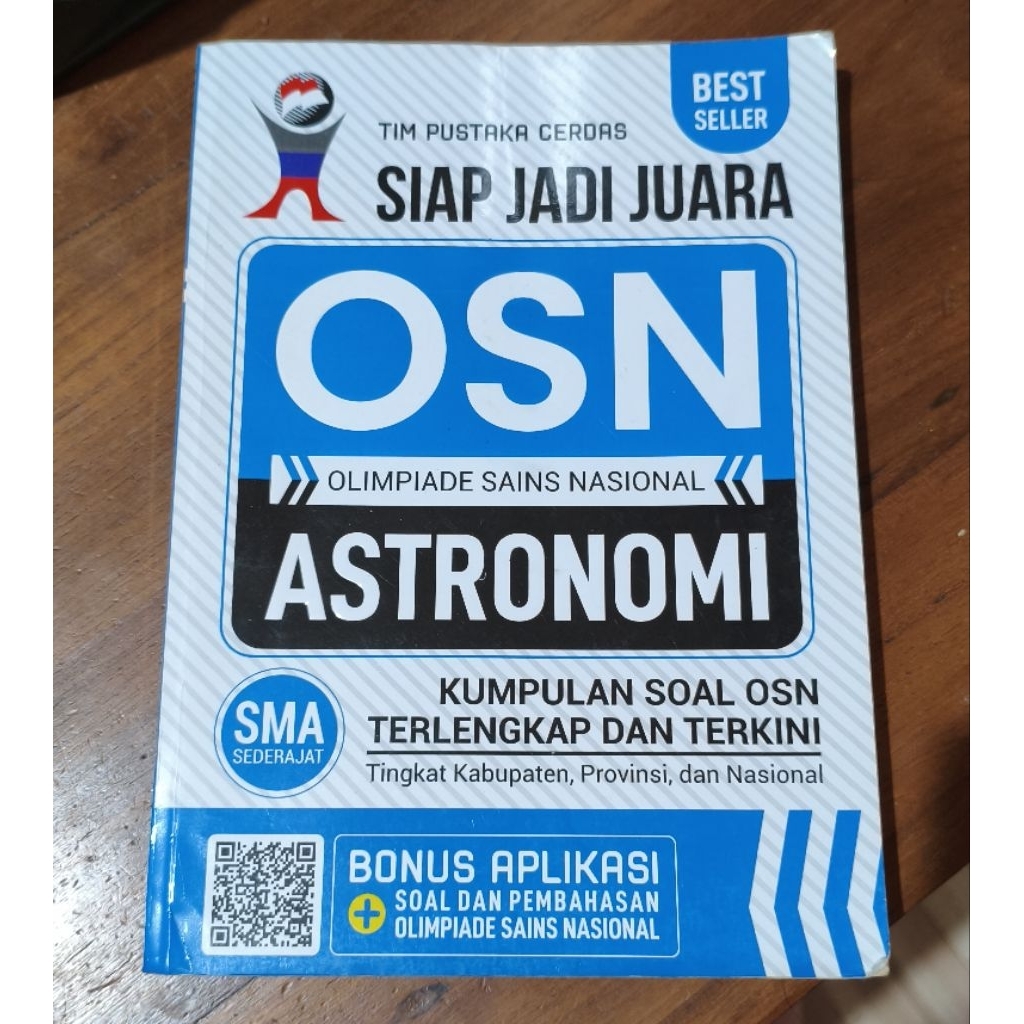 BEST
SELLER
TIM PUSTAKA CERDAS
SIAP JADI JUARA
OSN
OLIMPIADE SAINS NASIONAL
ASTRONOMI
SMA
SEDERAJAT
KUMPULAN SOAL OSN
TERLENGKAP DAN TERKINI
Tingkat Kabupaten, Provinsi, dan Nasional
BONUS APLIKASI
+ SOAL DAN PEMBAHASAN
OLIMPIADE SAINS NASIONAL